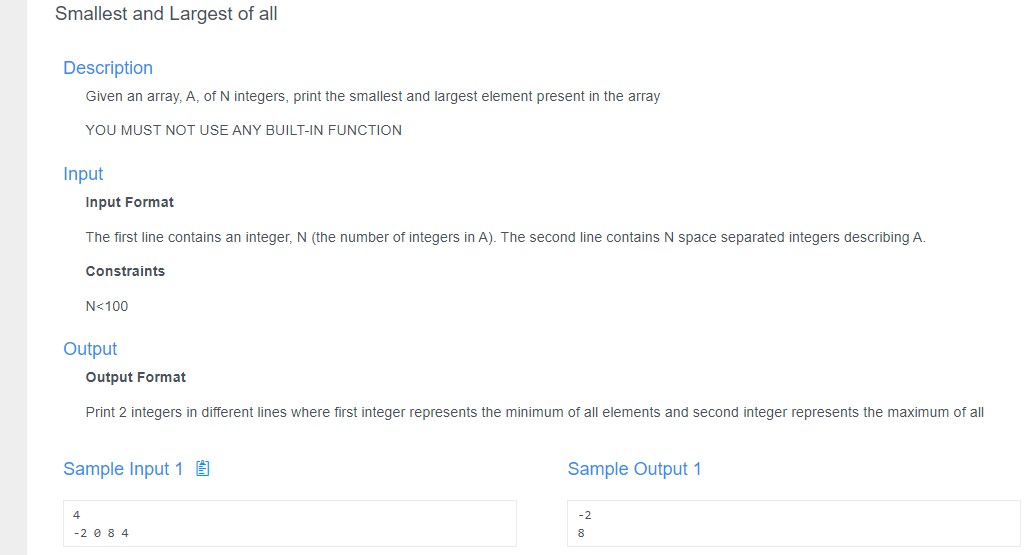 Smallest and Largest of all
Description
Given an array, A, of N integers, print the smallest and largest element present in the array
YOU MUST NOT USE ANY BUILT-IN FUNCTION
Input
Input Format
The first line contains an integer, N (the number of integers in A). The second line contains N space separated integers describing A.
Constraints
N<100
Output
Output Format
Print 2 integers in different lines where first integer represents the minimum of all elements and second integer represents the maximum of all
Sample Input 1
4
-2 0 8 4
Sample Output 1
-2
8